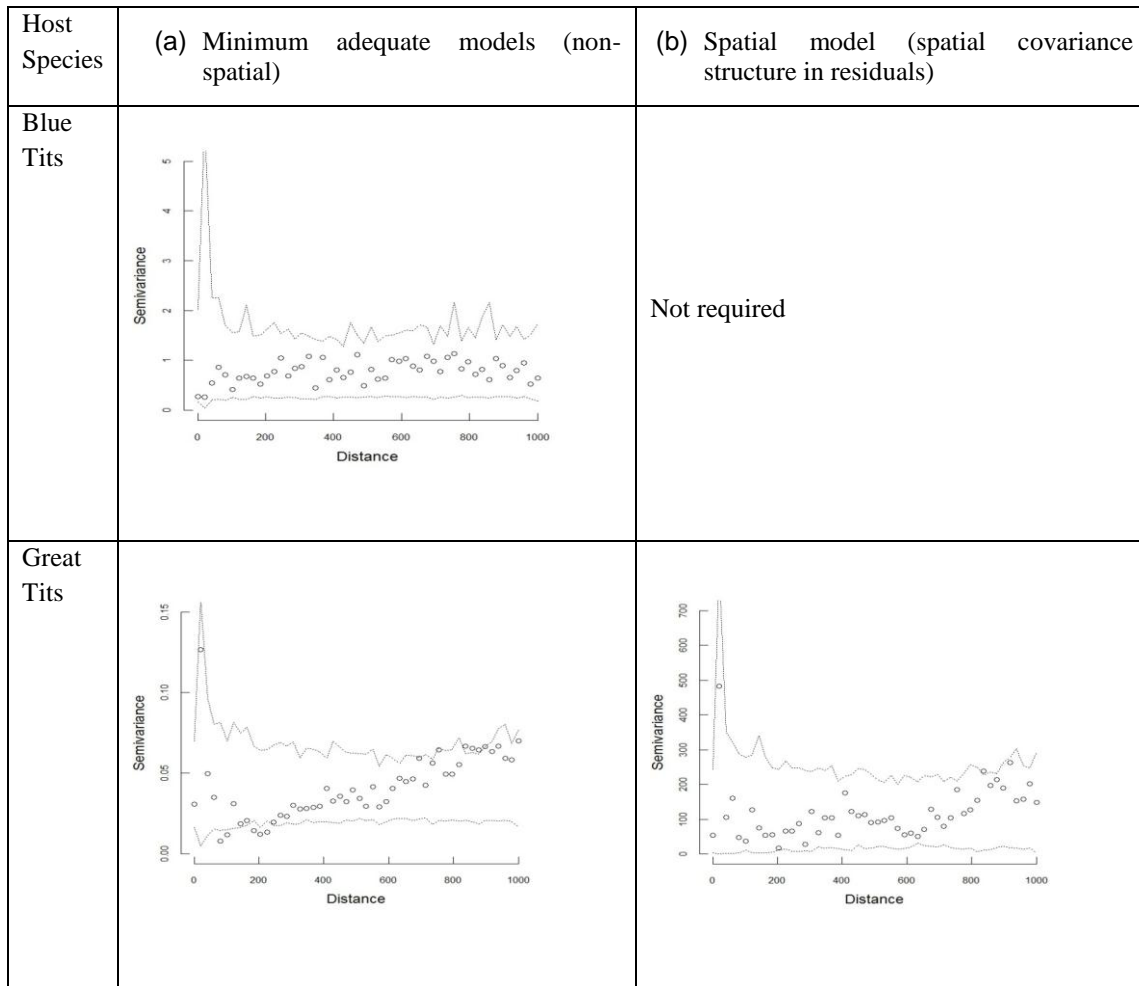 Host
Species
(a) Minimum adequate models (non-
spatial)
(b) Spatial model (spatial covariance
structure in residuals)
Blue
Tits
Semivariance
5
4
3
2
1
0
0 200 400 600 800 1000
Distance
Not required
Great
Tits
Semivariance
0.15
0.10
0.05
0.00
0 200 400 600 800 1000
Distance
Semivariance
700
600
500
400
300
200
100
0
0 200 400 600 800 1000
Distance